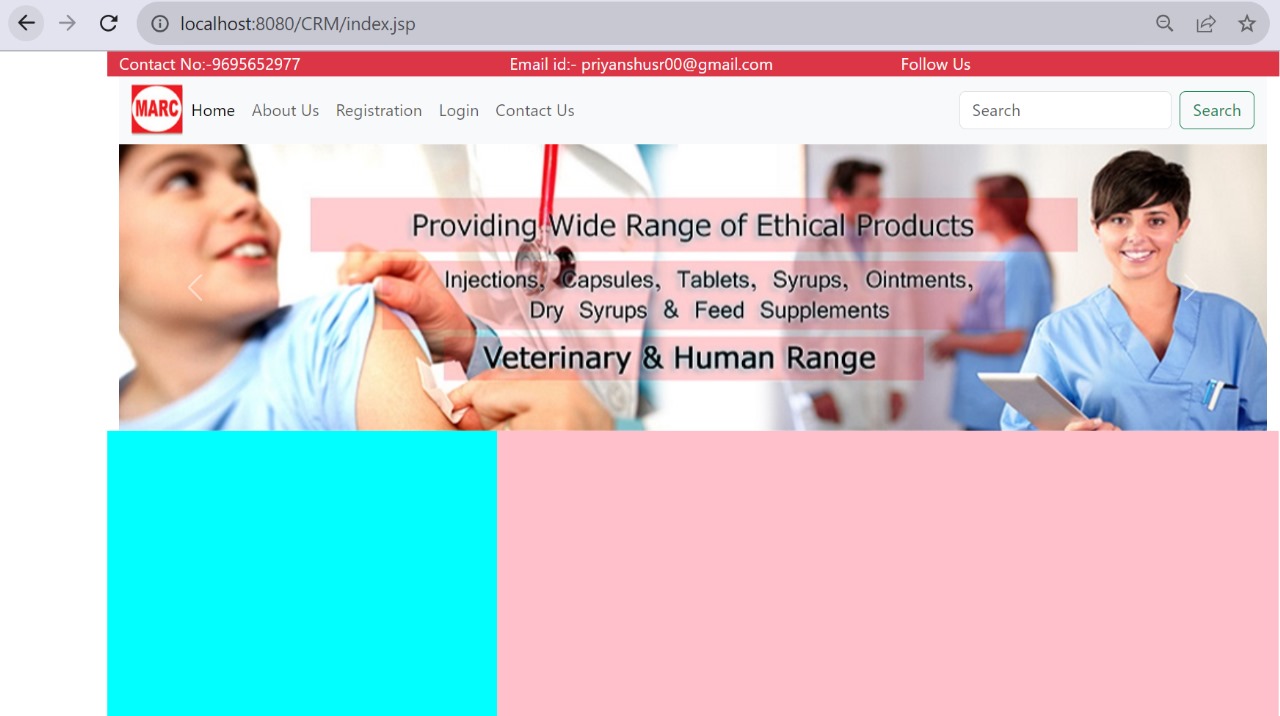 localhost:8080/CRM/index.jsp
Contact No:-9695652977 Email id:- priyanshusr00@gmail.com Follow Us
MARC Home About Us Registration Login Contact Us Search Search
Providing Wide Range of Ethical Products
Injections, Capsules, Tablets, Syrups, Ointments,
Dry Syrups & Feed Supplements
Veterinary & Human Range